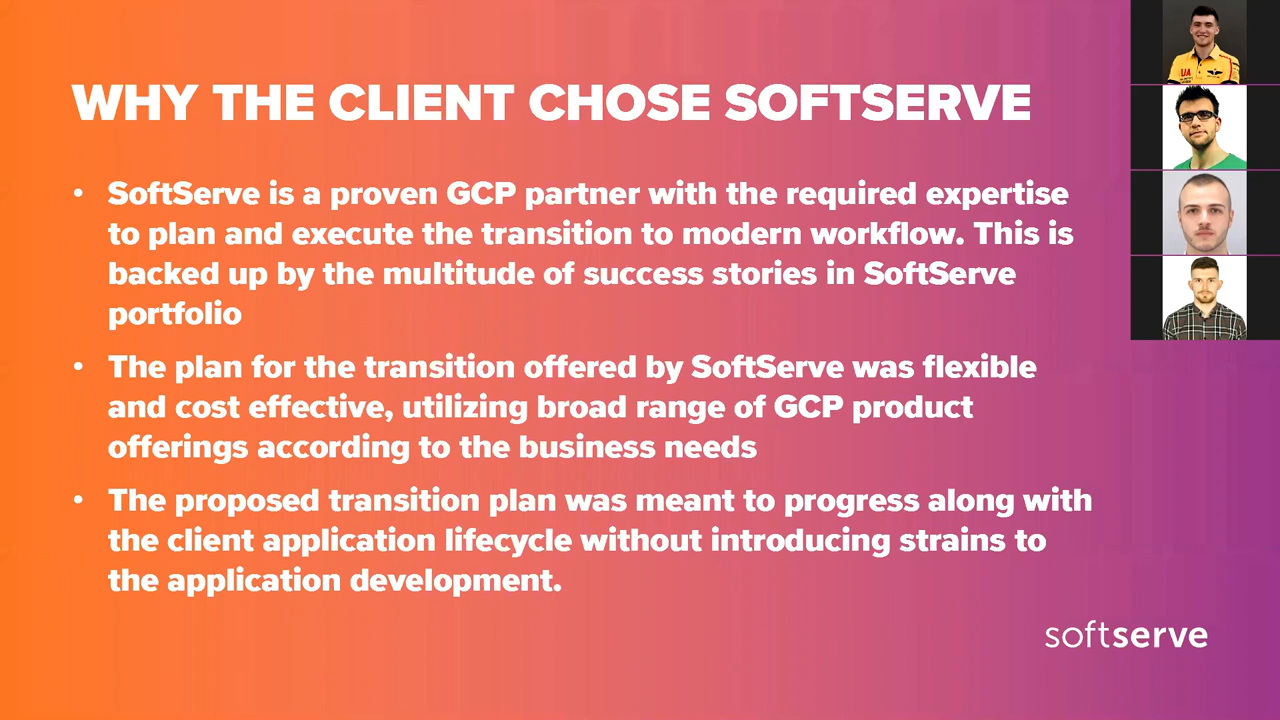 WHY THE CLIENT CHOSE SOFTSERVE
• SoftServe is a proven GCP partner with the required expertise
to plan and execute the transition to modern workflow. This is
backed up by the multitude of success stories in SoftServe
portfolio
• The plan for the transition offered by SoftServe was flexible
and cost effective, utilizing broad range of GCP product
offerings according to the business needs
• The proposed transition plan was meant to progress along with
the client application lifecycle without introducing strains to
the application development.
softserve
UA